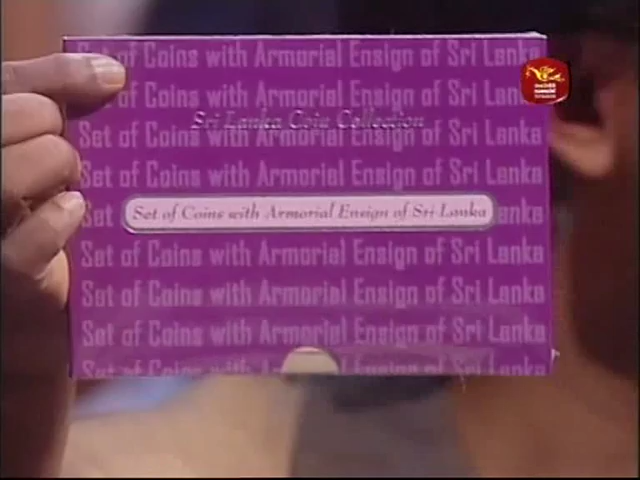 Set of Coins with Armorial Ensign of Sri Lanka
of Coins with Armorial Ensign of Sri
Sri Lanka Coin Collection
Set of Coins with Armorial Ensign of Sri Lanka
Set of Coins with Armorial Ensign of Sri Lanka
Set
Set of Coins with Armorial Ensign of Sri Lanka
anka
Set of Coins with Armorial Ensign of Sri Lanka
Set of Coins with Armorial Ensign of Sri Lanka
Set of Coins with Armorial Ensign of Sri Lanka
Set of Coins with Armorial Ensign of Sri Lanka